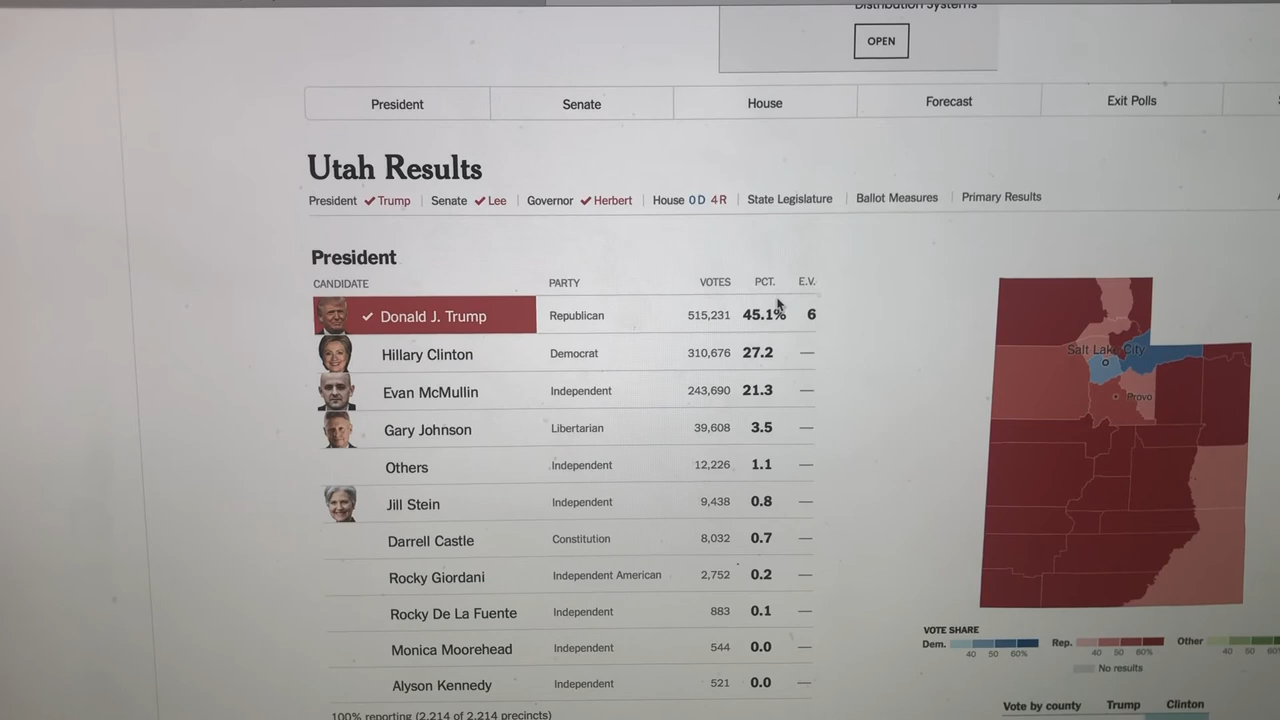 Distribution Systems
OPEN
President Senate House Forecast Exit Polls
Utah Results
President ✓ Trump | Senate ✓ Lee | Governor ✓ Herbert | House 0 D 4 R | State Legislature | Ballot Measures | Primary Results
President
CANDIDATE PARTY VOTES PCT. E.V.
✓ Donald J. Trump Republican 515,231 45.1% 6
Hillary Clinton Democrat 310,676 27.2 —
Evan McMullin Independent 243,690 21.3 —
Gary Johnson Libertarian 39,608 3.5 —
Others Independent 12,226 1.1 —
Jill Stein Independent 9,438 0.8 —
Darrell Castle Constitution 8,032 0.7 —
Rocky Giordani Independent American 2,752 0.2 —
Rocky De La Fuente Independent 883 0.1 —
Monica Moorehead Independent 544 0.0 —
Alyson Kennedy Independent 521 0.0 —
100% reporting (2,214 of 2,214 precincts)
Salt Lake City
Provo
VOTE SHARE
Dem. Rep. Other
40 50 60% 40 50 60% 40 50
No results
Vote by county Trump Clinton